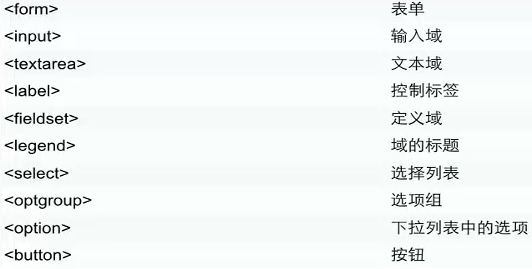 <form> 表单
<input> 输入域
<textarea> 文本域
<label> 控制标签
<fieldset> 定义域
<legend> 域的标题
<select> 选择列表
<optgroup> 选项组
<option> 下拉列表中的选项
<button> 按钮